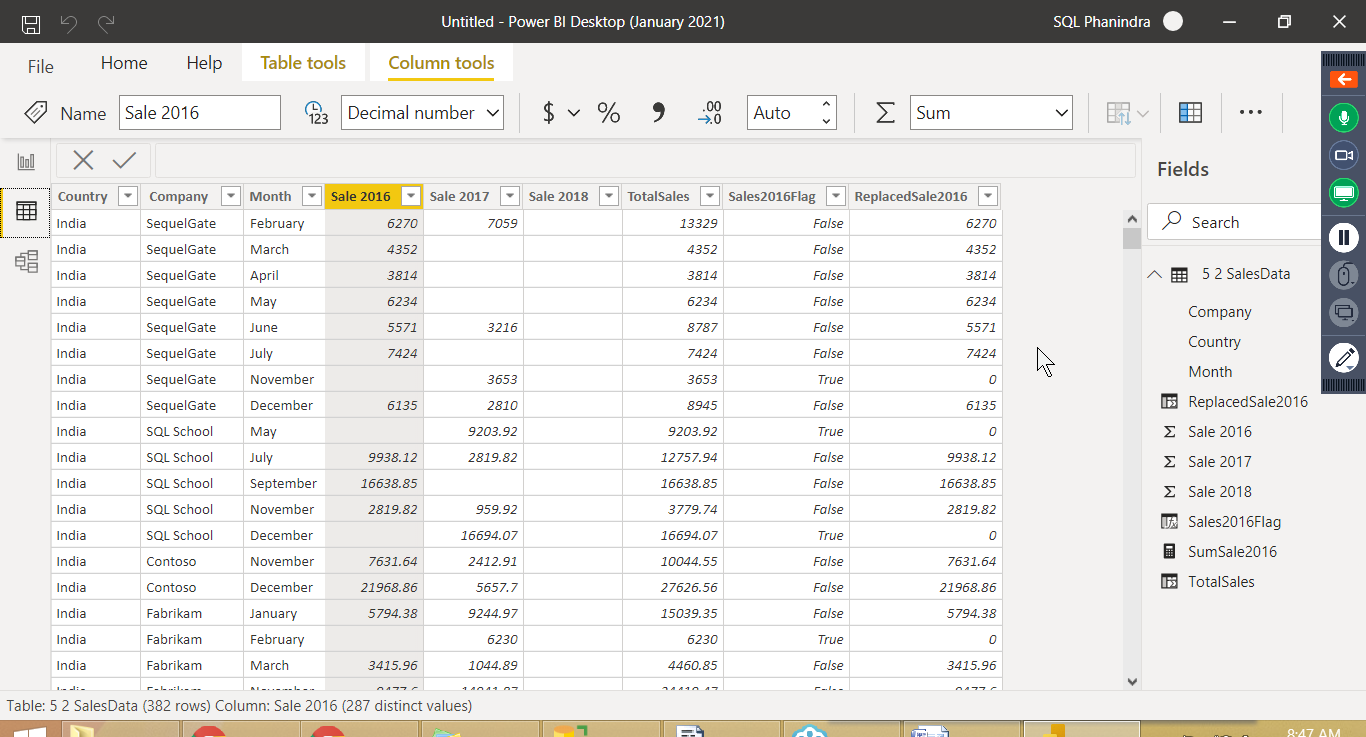 Untitled - Power BI Desktop (January 2021) SQL Phanindra
File Home Help Table tools Column tools
Name Sale 2016 123 Decimal number $ % , .00 →.0 Auto Σ Sum ...
Fields
Search
Country Company Month Sale 2016 Sale 2017 Sale 2018 TotalSales Sales2016Flag ReplacedSale2016
India SequelGate February 6270 7059 13329 False 6270
India SequelGate March 4352 4352 False 4352
India SequelGate April 3814 3814 False 3814
India SequelGate May 6234 6234 False 6234
India SequelGate June 5571 3216 8787 False 5571
India SequelGate July 7424 7424 False 7424
India SequelGate November 3653 3653 True 0
India SequelGate December 6135 2810 8945 False 6135
India SQL School May 9203.92 9203.92 True 0
India SQL School July 9938.12 2819.82 12757.94 False 9938.12
India SQL School September 16638.85 16638.85 False 16638.85
India SQL School November 2819.82 959.92 3779.74 False 2819.82
India SQL School December 16694.07 16694.07 True 0
India Contoso November 7631.64 2412.91 10044.55 False 7631.64
India Contoso December 21968.86 5657.7 27626.56 False 21968.86
India Fabrikam January 5794.38 9244.97 15039.35 False 5794.38
India Fabrikam February 6230 6230 True 0
India Fabrikam March 3415.96 1044.89 4460.85 False 3415.96
5 2 SalesData
Company
Country
Month
ReplacedSale2016
Σ Sale 2016
Σ Sale 2017
Σ Sale 2018
Sales2016Flag
SumSale2016
TotalSales
Table: 5 2 SalesData (382 rows) Column: Sale 2016 (287 distinct values)
8:47 AM